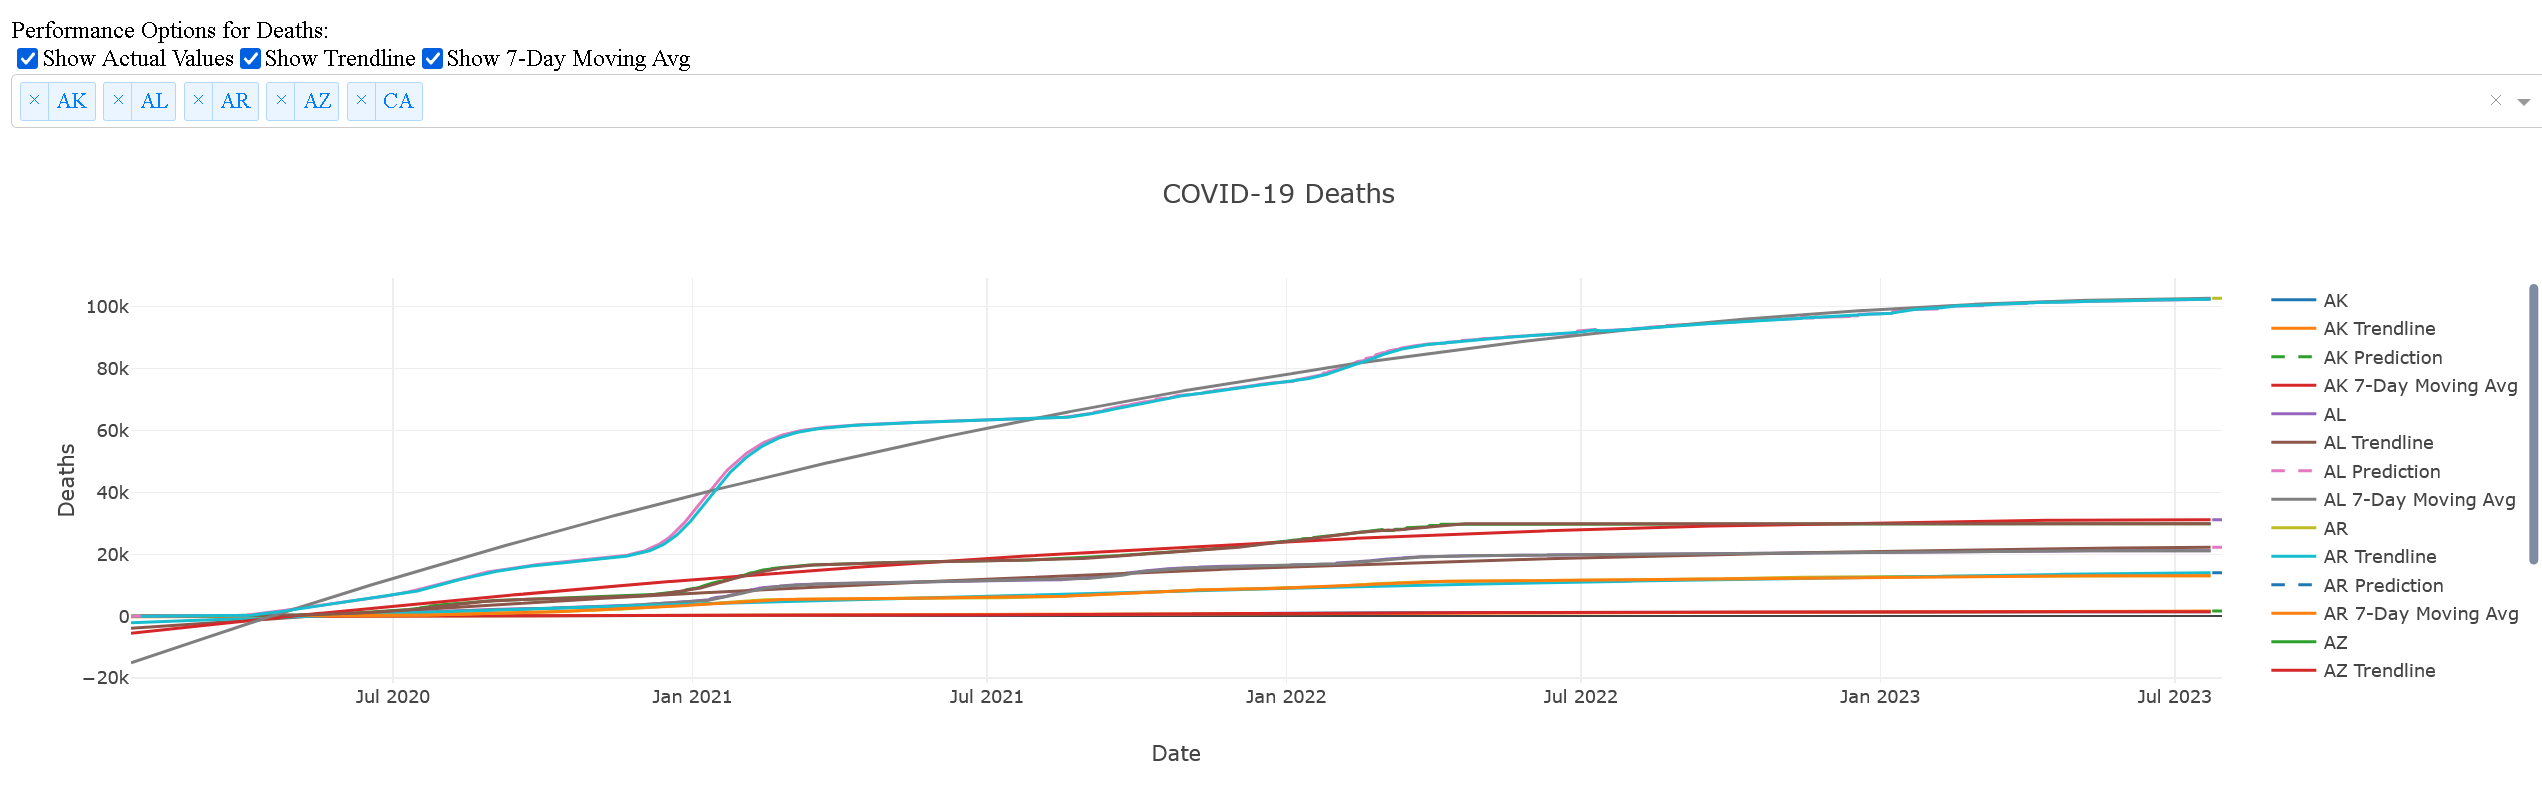 Performance Options for Deaths:
Show Actual Values Show Trendline Show 7-Day Moving Avg
× AK × AL × AR × AZ × CA ×
COVID-19 Deaths
100k
80k
60k
40k
20k
0
−20k
Deaths
Jul 2020 Jan 2021 Jul 2021 Jan 2022 Jul 2022 Jan 2023 Jul 2023
Date
AK
AK Trendline
AK Prediction
AK 7-Day Moving Avg
AL
AL Trendline
AL Prediction
AL 7-Day Moving Avg
AR
AR Trendline
AR Prediction
AR 7-Day Moving Avg
AZ
AZ Trendline